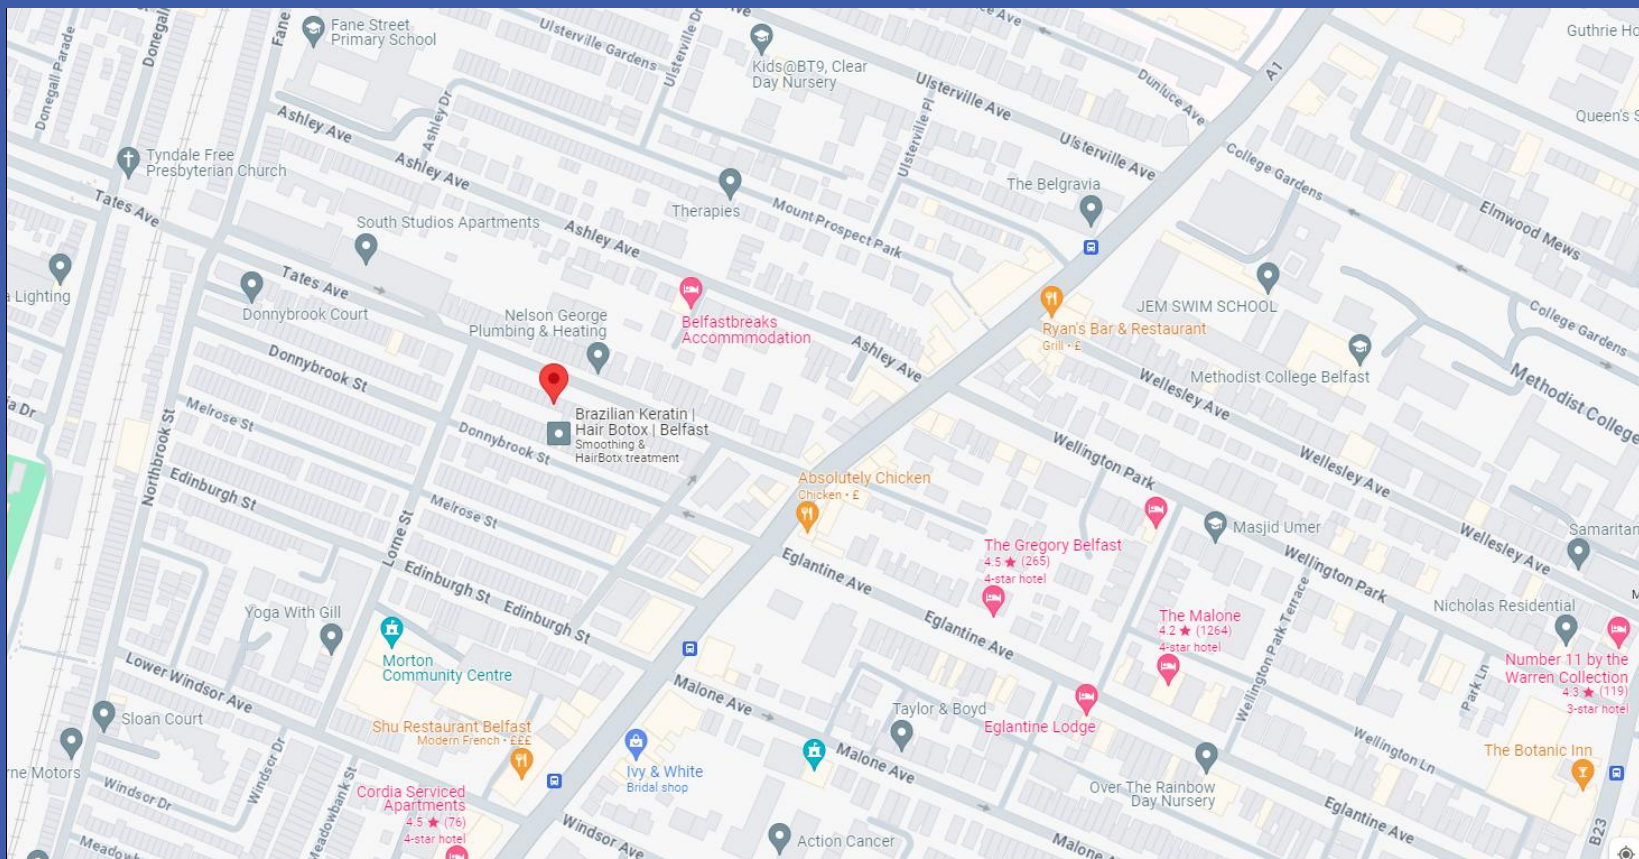 Donegall Parade
Donegall
Fane
Fane Street
Primary School
Ulsterville Gardens
Ulsterville Dr
Ave
ce Ave
Kids@BT9, Clear
Day Nursery
Ulsterville Ave
Dunluce Ave
A1
Guthrie Ho
Queen's S
Ashley Ave
Ashley Dr
Ulsterville Pl
Ulsterville Ave
College Gardens
Tyndale Free
Presbyterian Church
Ashley Ave
Therapies
The Belgravia
Elmwood Mews
Tates Ave
South Studios Apartments
Ashley Ave
Mount Prospect Park
a Lighting
Tates Ave
Donnybrook Court
Nelson George
Plumbing & Heating
Belfastbreaks
Accommmodation
Ryan's Bar & Restaurant
Grill • £
JEM SWIM SCHOOL
College Gardens
Ashley Ave
Donnybrook St
Methodist College Belfast
Methodist College
Wellesley Ave
ia Dr
Melrose St
Northbrook St
Brazilian Keratin |
Hair Botox | Belfast
Smoothing &
HairBotx treatment
Donnybrook St
Wellington Park
Wellesley Ave
Edinburgh St
Absolutely Chicken
Chicken • £
Melrose St
Masjid Umer
Wellesley Ave
Samaritan
Lorne St
The Gregory Belfast
4.5 ★ (265)
4-star hotel
Eglantine Ave
Wellington Park
Edinburgh St
Edinburgh St
Yoga With Gill
Eglantine Ave
The Malone
4.2 ★ (1264)
4-star hotel
Wellington Park Terrace
Nicholas Residential
M
Morton
Community Centre
Lower Windsor Ave
Number 11 by the
Warren Collection
4.3 ★ (119)
3-star hotel
Malone Ave
Park Ln
Sloan Court
Shu Restaurant Belfast
Modern French • £££
Taylor & Boyd
Eglantine Lodge
Malone Ave
Wellington Ln
The Botanic Inn
rne Motors
Ivy & White
Bridal shop
Windsor Dr
Windsor Dr
Meadowbank St
Cordia Serviced
Apartments
4.5 ★ (76)
4-star hotel
Over The Rainbow
Day Nursery
Eglantine Ave
B23
Windsor Ave
Action Cancer
Malone Ave
Meadow